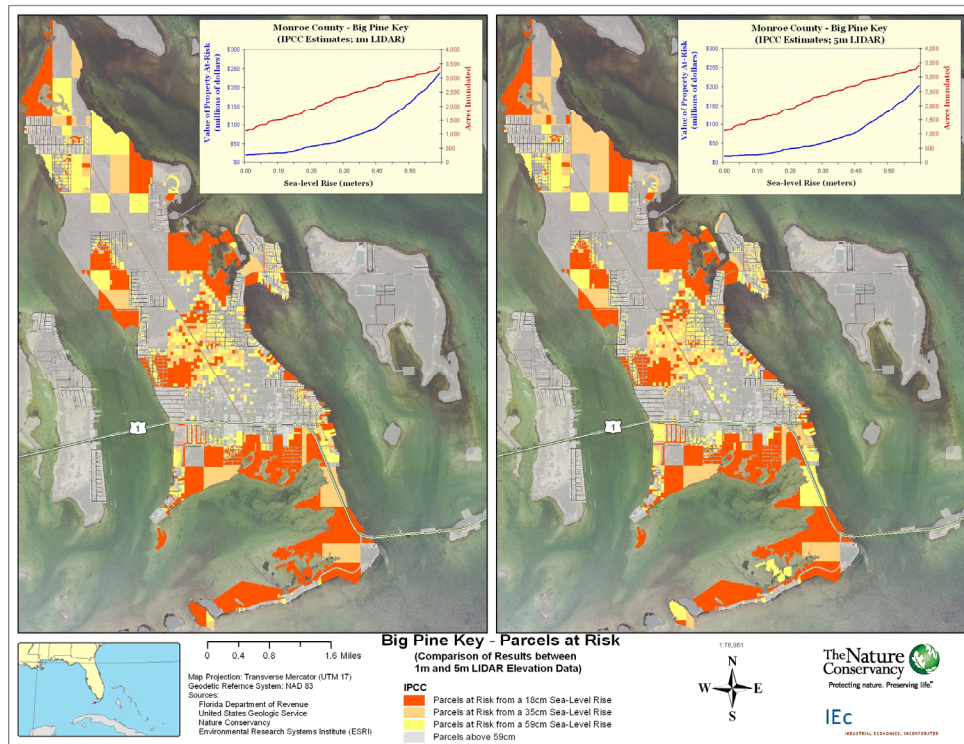 Monroe County - Big Pine Key
(IPCC Estimates; 1m LIDAR)
Value of Property At-Risk
(millions of dollars)
$300
$250
$200
$150
$100
$50
$0
4,000
3,500
3,000
2,500
2,000
1,500
1,000
500
0
Acres Inundated
0.00
0.10
0.20
0.30
0.40
0.50
Sea-level Rise (meters)
1
Monroe County - Big Pine Key
(IPCC Estimates; 5m LIDAR)
Value of Property At-Risk
(millions of dollars)
$300
$250
$200
$150
$100
$50
$0
4,000
3,500
3,000
2,500
2,000
1,500
1,000
500
0
Acres Inundated
0.00
0.10
0.20
0.30
0.40
0.50
Sea-level Rise (meters)
1
0 0.4 0.8 1.6 Miles
Map Projection: Transverse Mercator (UTM 17)
Geodetic Refernce System: NAD 83
Sources:
Florida Department of Revenue
United States Geologic Service
Nature Conservancy
Environmental Research Systems Institute (ESRI)
Big Pine Key - Parcels at Risk
(Comparison of Results between
1m and 5m LIDAR Elevation Data)
IPCC
Parcels at Risk from a 18cm Sea-Level Rise
Parcels at Risk from a 35cm Sea-Level Rise
Parcels at Risk from a 59cm Sea-Level Rise
Parcels above 59cm
1:76,961
N
W E
S
The Nature
Conservancy
Protecting nature. Preserving life.™
IEc
INDUSTRIAL ECONOMICS, INCORPORATED